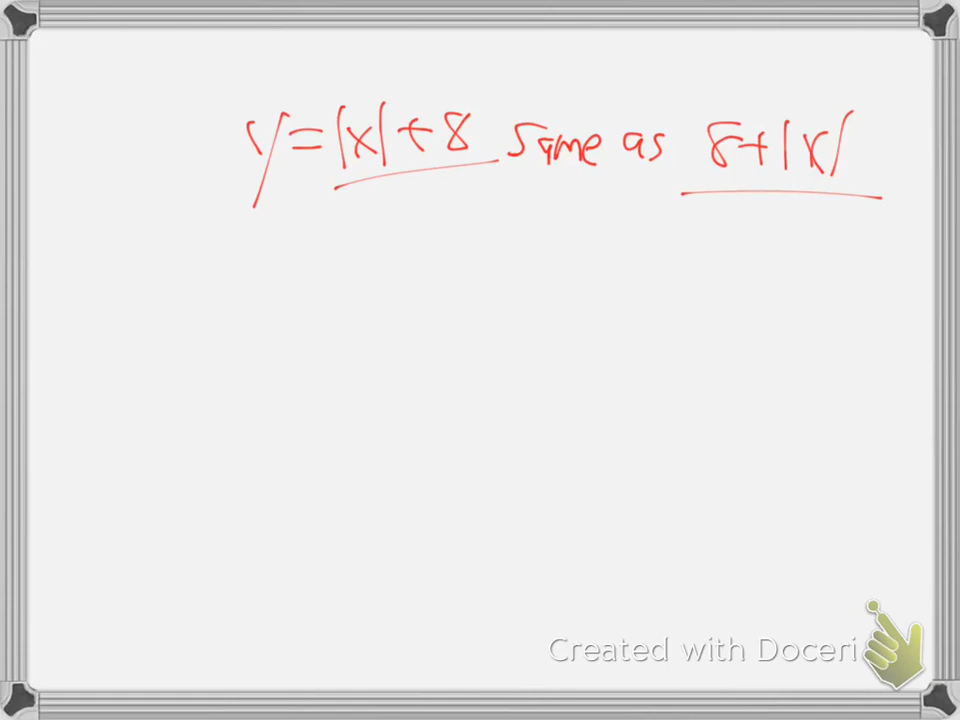 y = |x| + 8 same as 8 + |x|
Created with Doceri